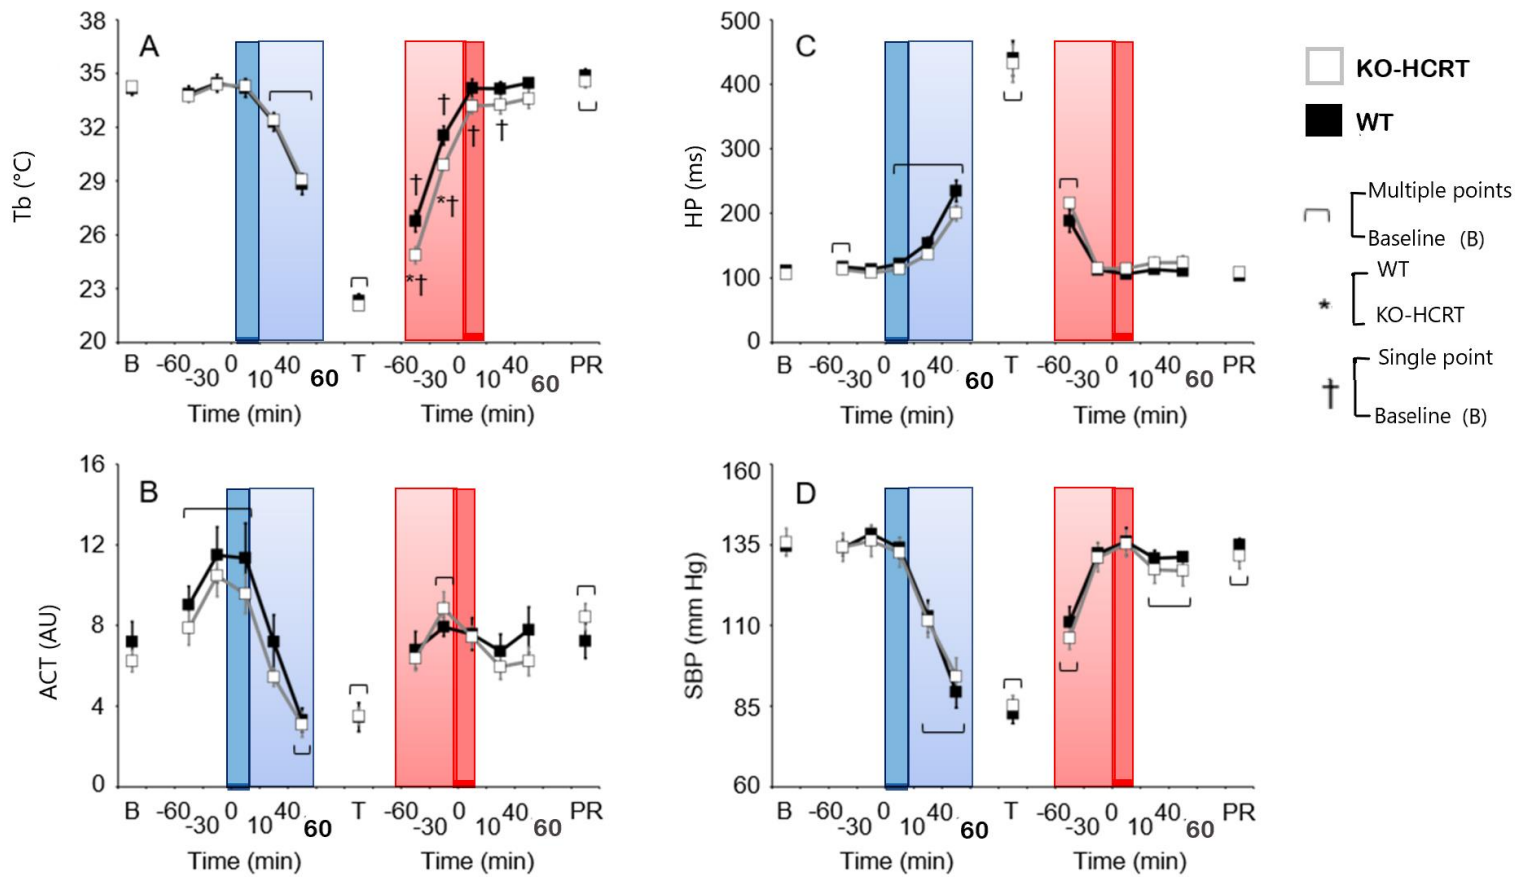 A
Tb (°C)
38
35
32
29
26
23
20
†
†
†
†
*†
*†
B -60 -30 0 10 40 60 T -60 -30 0 10 40 60 PR
Time (min)
Time (min)
C
HP (ms)
500
400
300
200
100
0
B -60 -30 0 10 40 60 T -60 -30 0 10 40 60 PR
Time (min)
Time (min)
KO-HCRT
WT
Multiple points
Baseline (B)
*
WT
KO-HCRT
†
Single point
Baseline (B)
B
ACT (AU)
16
12
8
4
0
B -60 -30 0 10 40 60 T -60 -30 0 10 40 60 PR
Time (min)
Time (min)
D
SBP (mm Hg)
160
135
110
85
60
B -60 -30 0 10 40 60 T -60 -30 0 10 40 60 PR
Time (min)
Time (min)